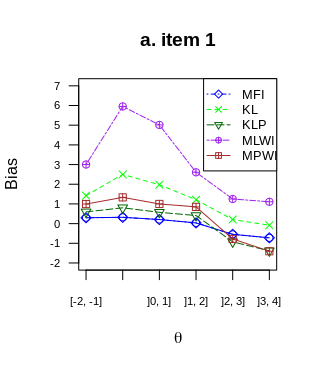 a. item 1
Bias
7
6
5
4
3
2
1
0
-1
-2
MFI
KL
KLP
MLWI
MPWI
[-2, -1]
]0, 1]
]1, 2]
]2, 3]
]3, 4]
θ